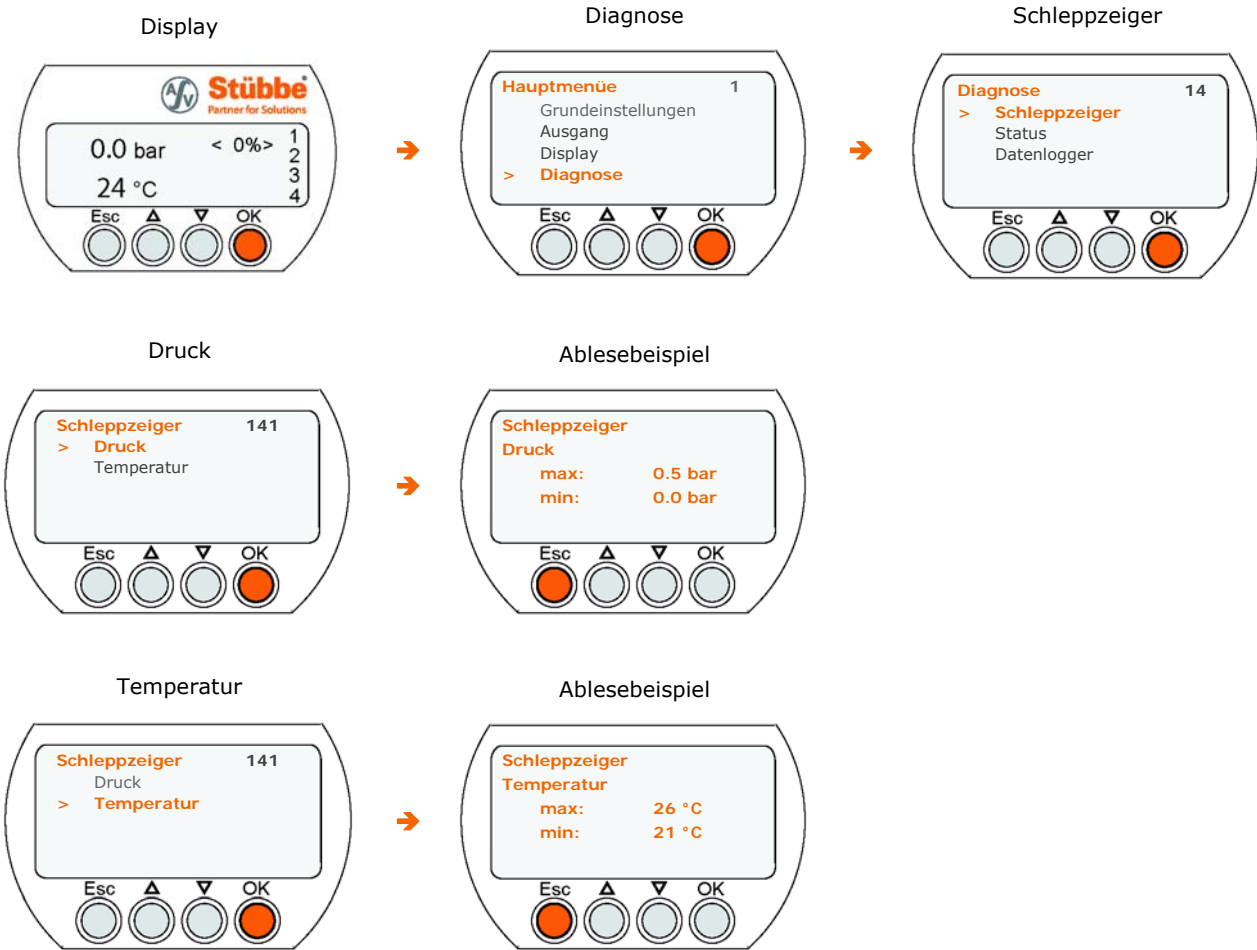 Display
Diagnose
Schleppzeiger
ASV Stübbe
Partner for Solutions
0.0 bar < 0%> 1
2
24 °C 3
4
Esc OK
Hauptmenüe 1
Grundeinstellungen
Ausgang
Display
> Diagnose
Esc OK
Diagnose 14
> Schleppzeiger
Status
Datenlogger
Esc OK
Druck
Ablesebeispiel
Schleppzeiger 141
> Druck
Temperatur
Esc OK
Schleppzeiger
Druck
max: 0.5 bar
min: 0.0 bar
Esc OK
Temperatur
Ablesebeispiel
Schleppzeiger 141
Druck
> Temperatur
Esc OK
Schleppzeiger
Temperatur
max: 26 °C
min: 21 °C
Esc OK